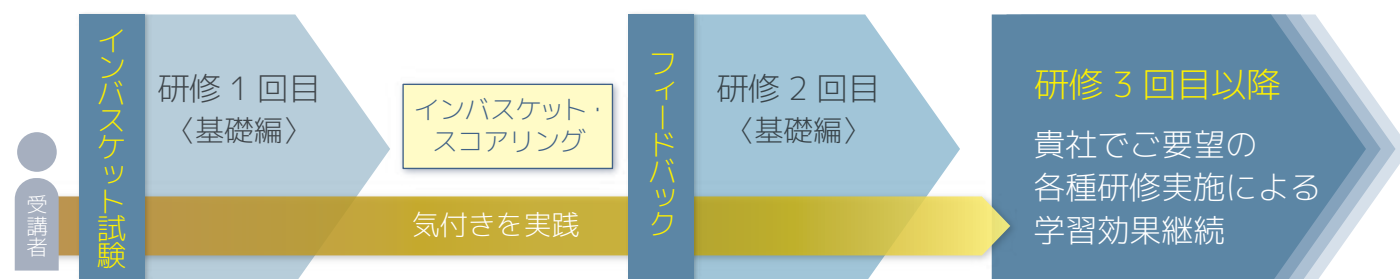 受講者
インバスケット試験
研修 1 回目
〈基礎編〉
インバスケット・
スコアリング
気付きを実践
フィードバック
研修 2 回目
〈基礎編〉
研修 3 回目以降
貴社でご要望の
各種研修実施による
学習効果継続